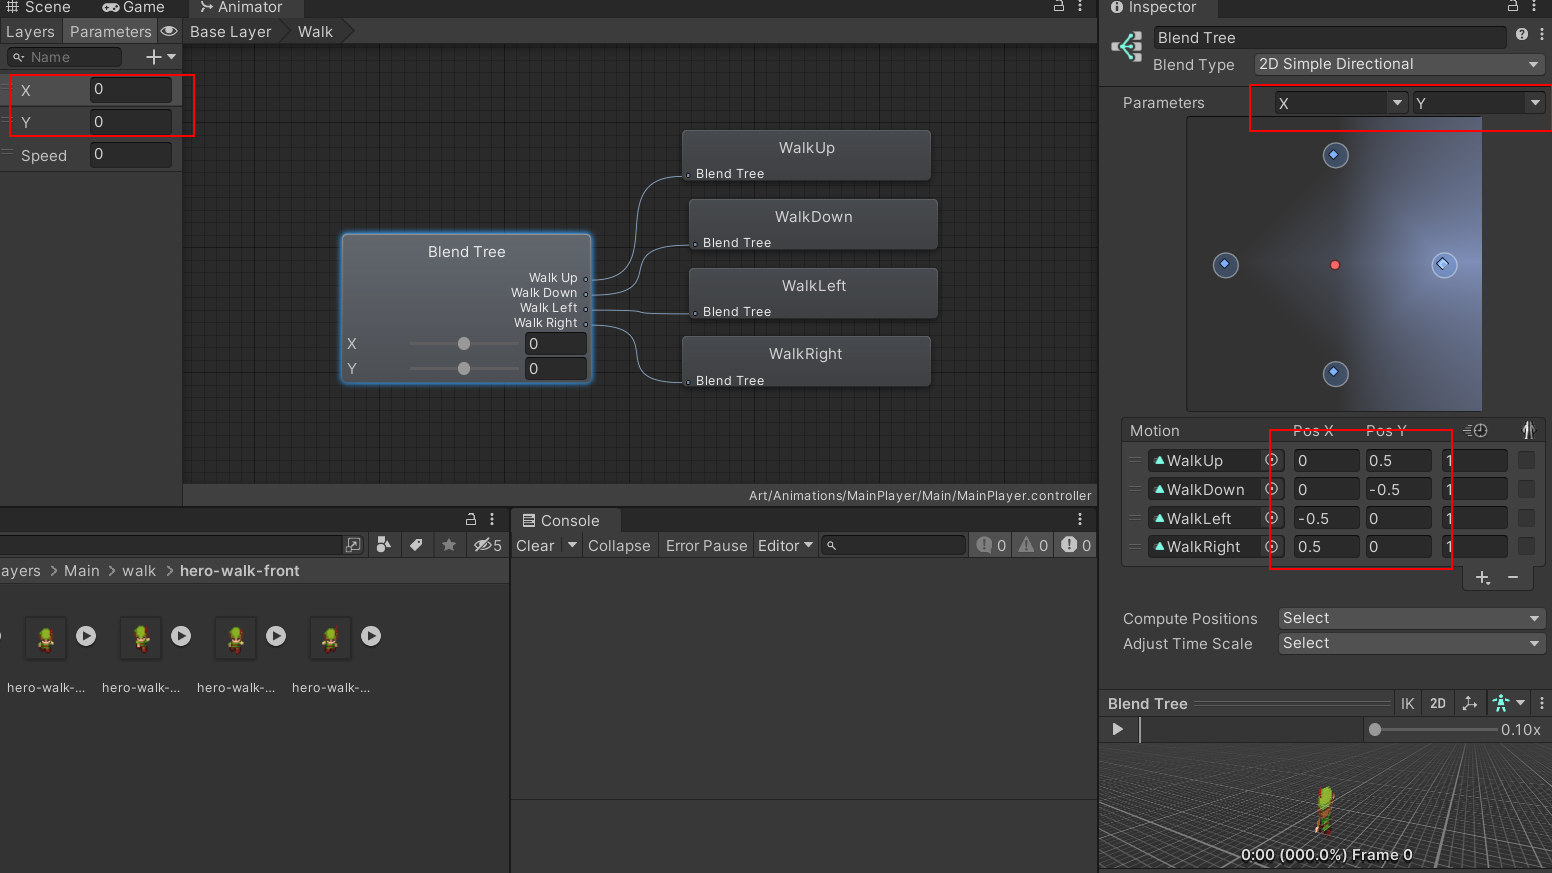 Scene
Game
Animator
Layers
Parameters
Base Layer
Walk
Name
X 0
Y 0
Speed 0
WalkUp
Blend Tree
WalkDown
Blend Tree
WalkLeft
Blend Tree
WalkRight
Blend Tree
Blend Tree
Walk Up
Walk Down
Walk Left
Walk Right
X 0
Y 0
Art/Animations/MainPlayer/Main/MainPlayer.controller
5
ayers > Main > walk > hero-walk-front
hero-walk-... hero-walk-... hero-walk-... hero-walk-...
Console
Clear Collapse Error Pause Editor 0 0 0
Inspector
Blend Tree
Blend Type 2D Simple Directional
Parameters X Y
Motion Pos X Pos Y
WalkUp 0 0.5 1
WalkDown 0 -0.5 1
WalkLeft -0.5 0 1
WalkRight 0.5 0 1
+ −
Compute Positions Select
Adjust Time Scale Select
Blend Tree IK 2D
0.10x
0:00 (000.0%) Frame 0